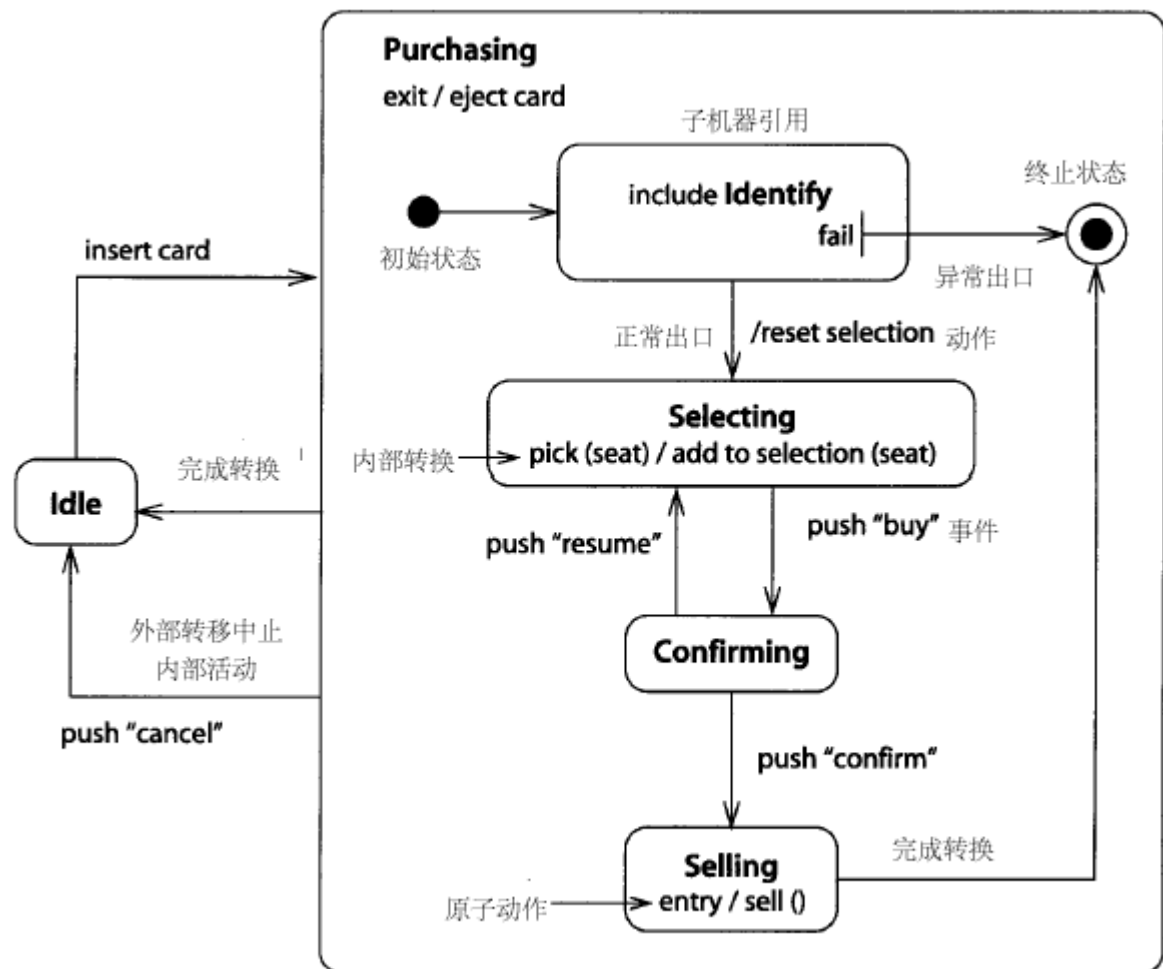 Purchasing
exit / eject card
子机器引用
include Identify
fail
终止状态
初始状态
异常出口
insert card
正常出口
/reset selection 动作
Selecting
pick (seat) / add to selection (seat)
内部转换
完成转换
Idle
push “resume”
push “buy” 事件
外部转移中止
内部活动
push “cancel”
Confirming
push “confirm”
Selling
entry / sell ()
完成转换
原子动作